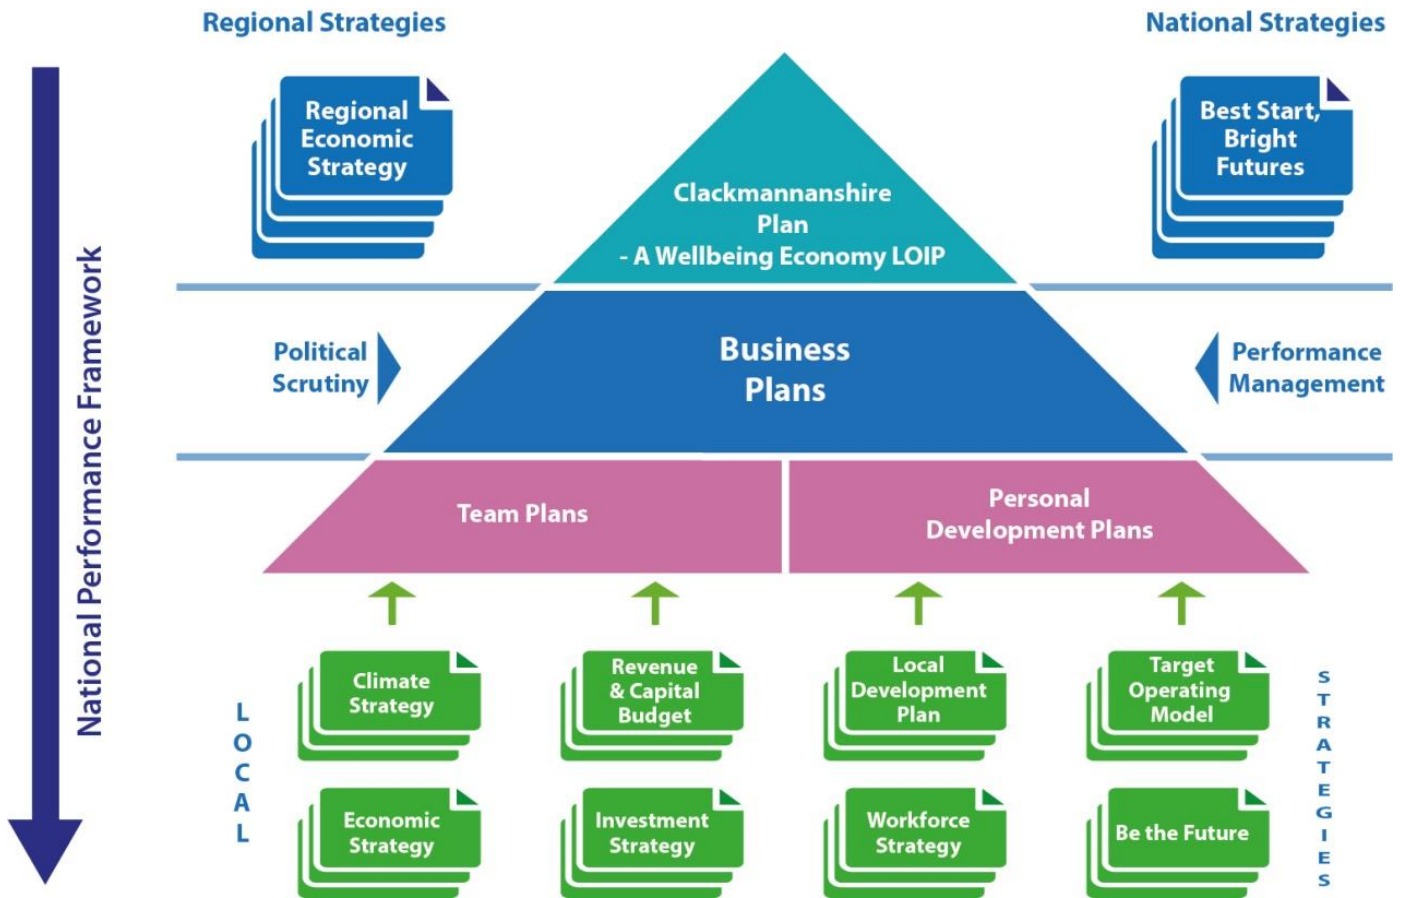 Regional Strategies
National Strategies
Regional
Economic
Strategy
Best Start,
Bright
Futures
Clackmannanshire
Plan
- A Wellbeing Economy LOIP
National Performance Framework
Political
Scrutiny
Business
Plans
Performance
Management
Team Plans
Personal
Development Plans
LOCAL
Climate
Strategy
Revenue
& Capital
Budget
Local
Development
Plan
Target
Operating
Model
STRATEGIES
Economic
Strategy
Investment
Strategy
Workforce
Strategy
Be the Future